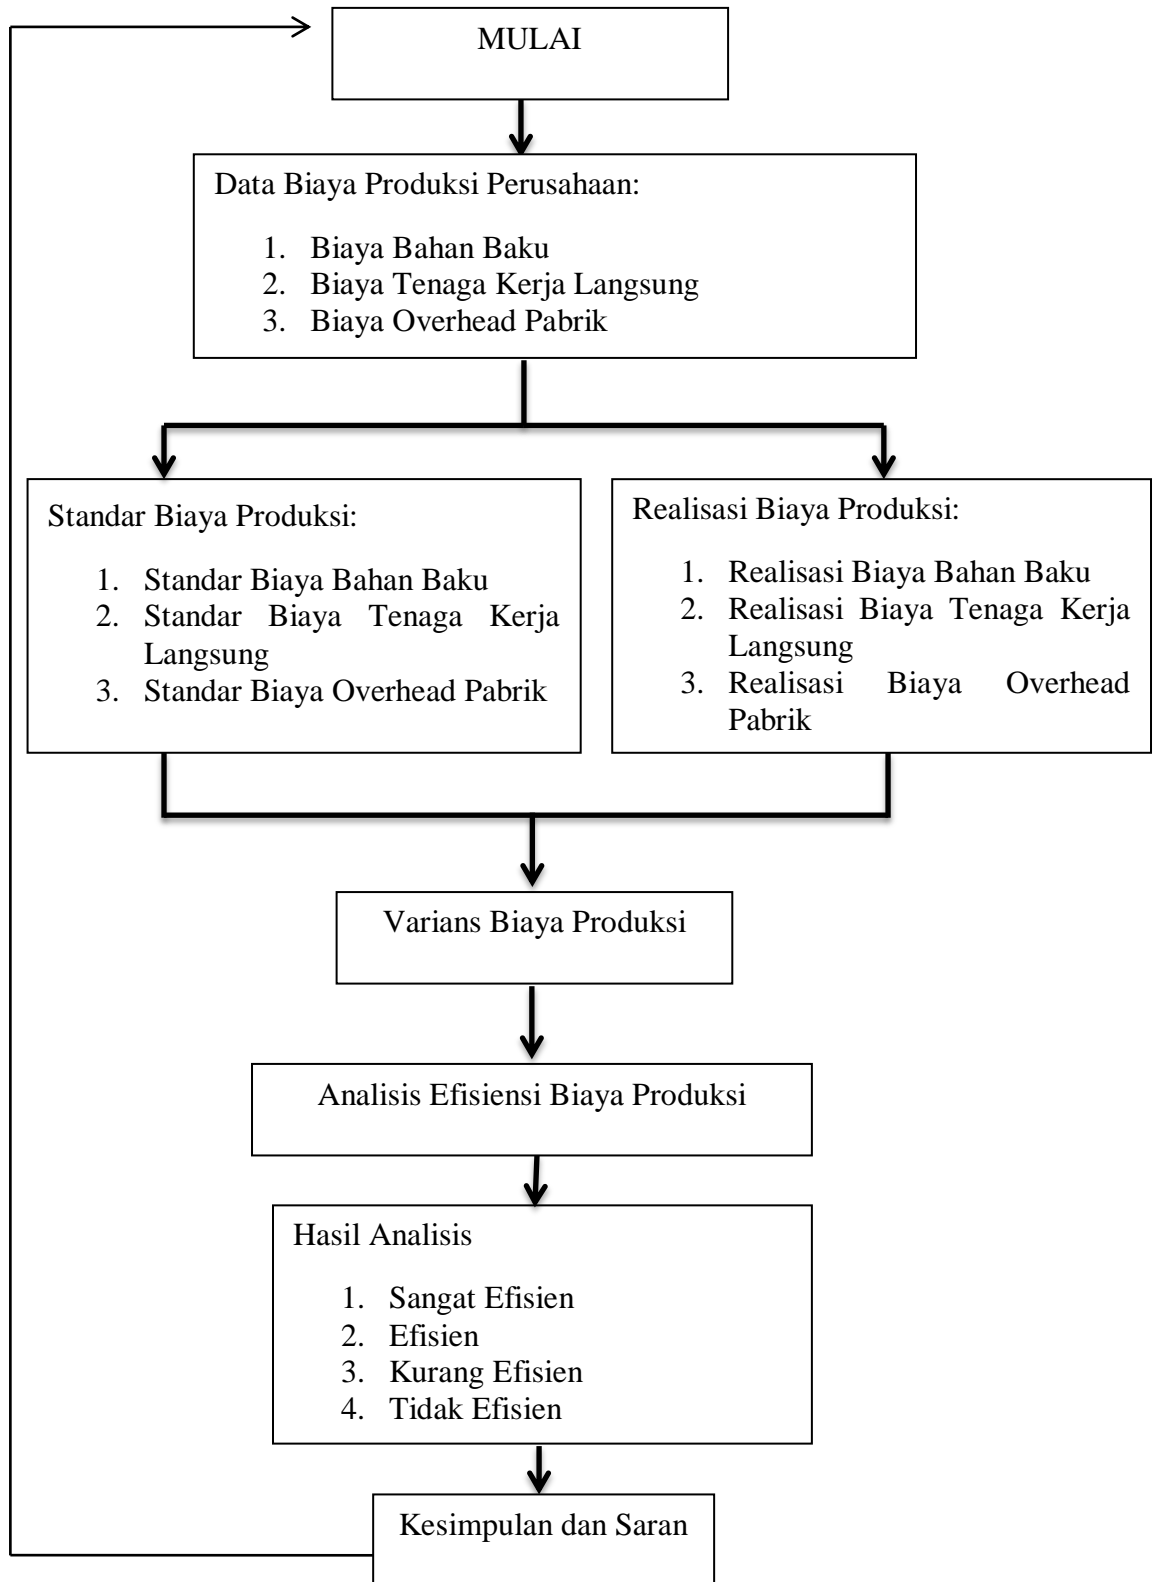 MULAI
Data Biaya Produksi Perusahaan:
1. Biaya Bahan Baku
2. Biaya Tenaga Kerja Langsung
3. Biaya Overhead Pabrik
Standar Biaya Produksi:
1. Standar Biaya Bahan Baku
2. Standar Biaya Tenaga Kerja
Langsung
3. Standar Biaya Overhead Pabrik
Realisasi Biaya Produksi:
1. Realisasi Biaya Bahan Baku
2. Realisasi Biaya Tenaga Kerja
Langsung
3. Realisasi Biaya Overhead
Pabrik
Varians Biaya Produksi
Analisis Efisiensi Biaya Produksi
Hasil Analisis
1. Sangat Efisien
2. Efisien
3. Kurang Efisien
4. Tidak Efisien
Kesimpulan dan Saran